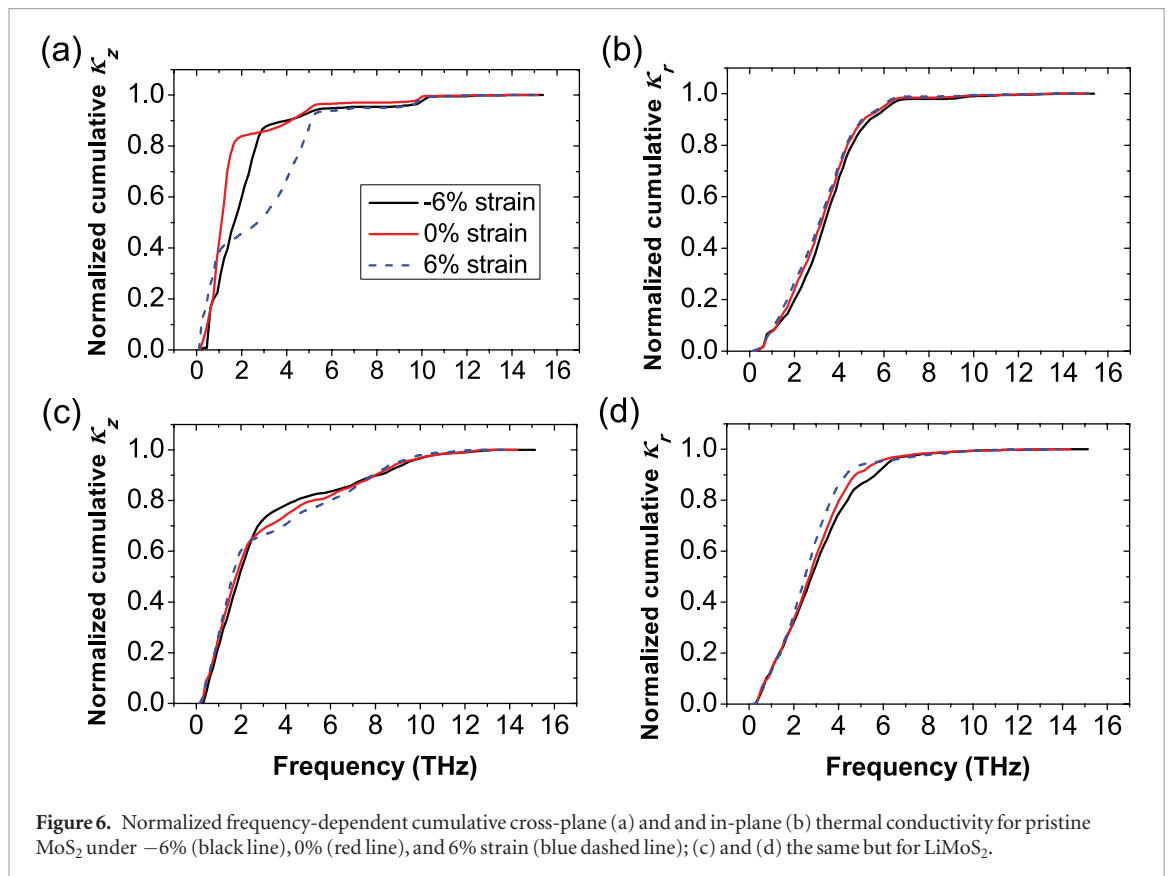 (a)
Normalized cumulative κz
1.0
0.8
0.6
0.4
0.2
0.0
-6% strain
0% strain
6% strain
0 2 4 6 8 10 12 14 16
(b)
Normalized cumulative κr
1.0
0.8
0.6
0.4
0.2
0.0
0 2 4 6 8 10 12 14 16
(c)
Normalized cumulative κz
1.0
0.8
0.6
0.4
0.2
0.0
0 2 4 6 8 10 12 14 16
Frequency (THz)
(d)
Normalized cumulative κr
1.0
0.8
0.6
0.4
0.2
0.0
0 2 4 6 8 10 12 14 16
Frequency (THz)
Figure 6. Normalized frequency-dependent cumulative cross-plane (a) and and in-plane (b) thermal conductivity for pristine
MoS₂ under −6% (black line), 0% (red line), and 6% strain (blue dashed line); (c) and (d) the same but for LiMoS₂.